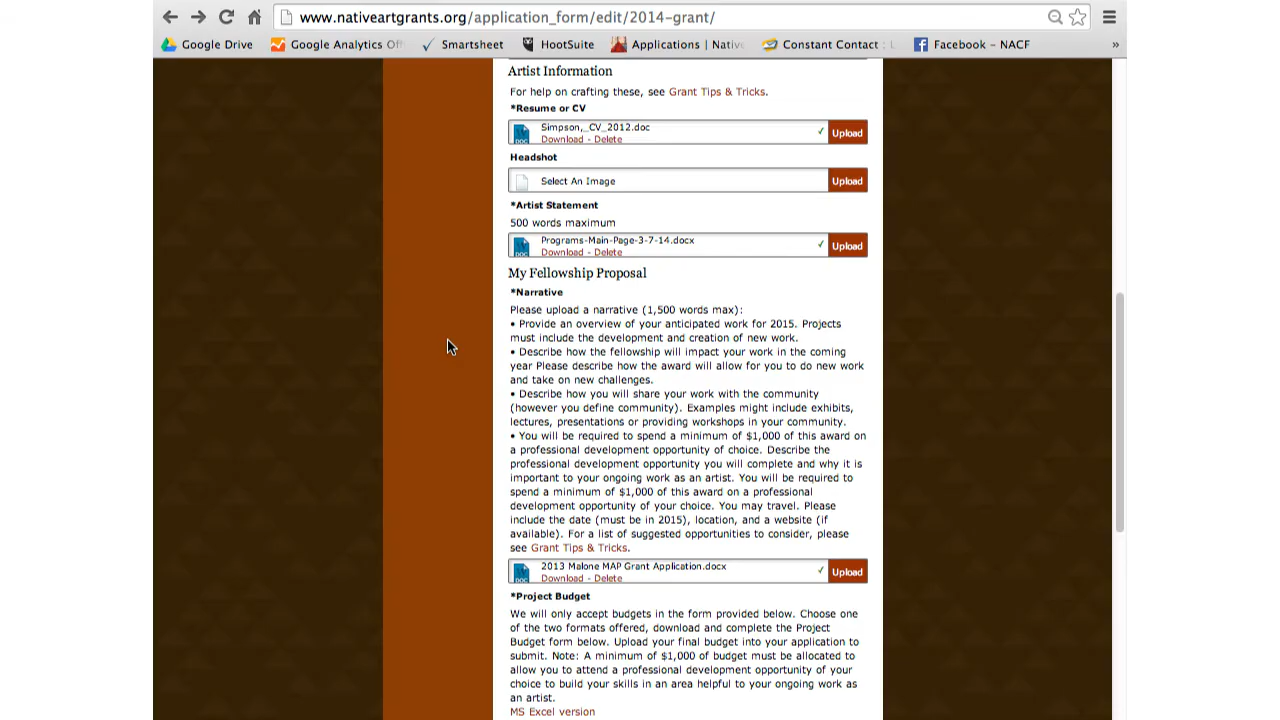 www.nativeartgrants.org/application_form/edit/2014-grant/
Google Drive Google Analytics Smartsheet HootSuite Applications | Nativ Constant Contact : Facebook – NACF »
Artist Information
For help on crafting these, see Grant Tips & Tricks.
*Resume or CV
Simpson,_CV_2012.doc
Download - Delete
Upload
Headshot
Select An Image
Upload
*Artist Statement
500 words maximum
Programs-Main-Page-3-7-14.docx
Download - Delete
Upload
My Fellowship Proposal
*Narrative
Please upload a narrative (1,500 words max):
• Provide an overview of your anticipated work for 2015. Projects
must include the development and creation of new work.
• Describe how the fellowship will impact your work in the coming
year Please describe how the award will allow for you to do new work
and take on new challenges.
• Describe how you will share your work with the community
(however you define community). Examples might include exhibits,
lectures, presentations or providing workshops in your community.
• You will be required to spend a minimum of $1,000 of this award on
a professional development opportunity of choice. Describe the
professional development opportunity you will complete and why it is
important to your ongoing work as an artist. You will be required to
spend a minimum of $1,000 of this award on a professional
development opportunity of your choice. You may travel. Please
include the date (must be in 2015), location, and a website (if
available). For a list of suggested opportunities to consider, please
see Grant Tips & Tricks.
2013 Malone MAP Grant Application.docx
Download - Delete
Upload
*Project Budget
We will only accept budgets in the form provided below. Choose one
of the two formats offered, download and complete the Project
Budget form below. Upload your final budget into your application to
submit. Note: A minimum of $1,000 of budget must be allocated to
allow you to attend a professional development opportunity of your
choice to build your skills in an area helpful to your ongoing work as
an artist.
MS Excel version